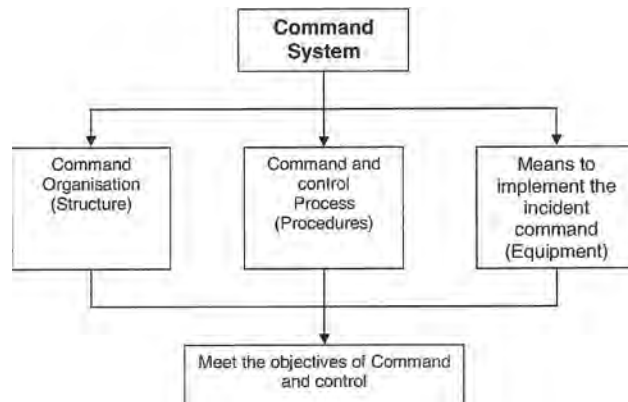 Command
System
Command
Organisation
(Structure)
Command and
control
Process
(Procedures)
Means to
implement the
incident
command
(Equipment)
Meet the objectives of Command
and control